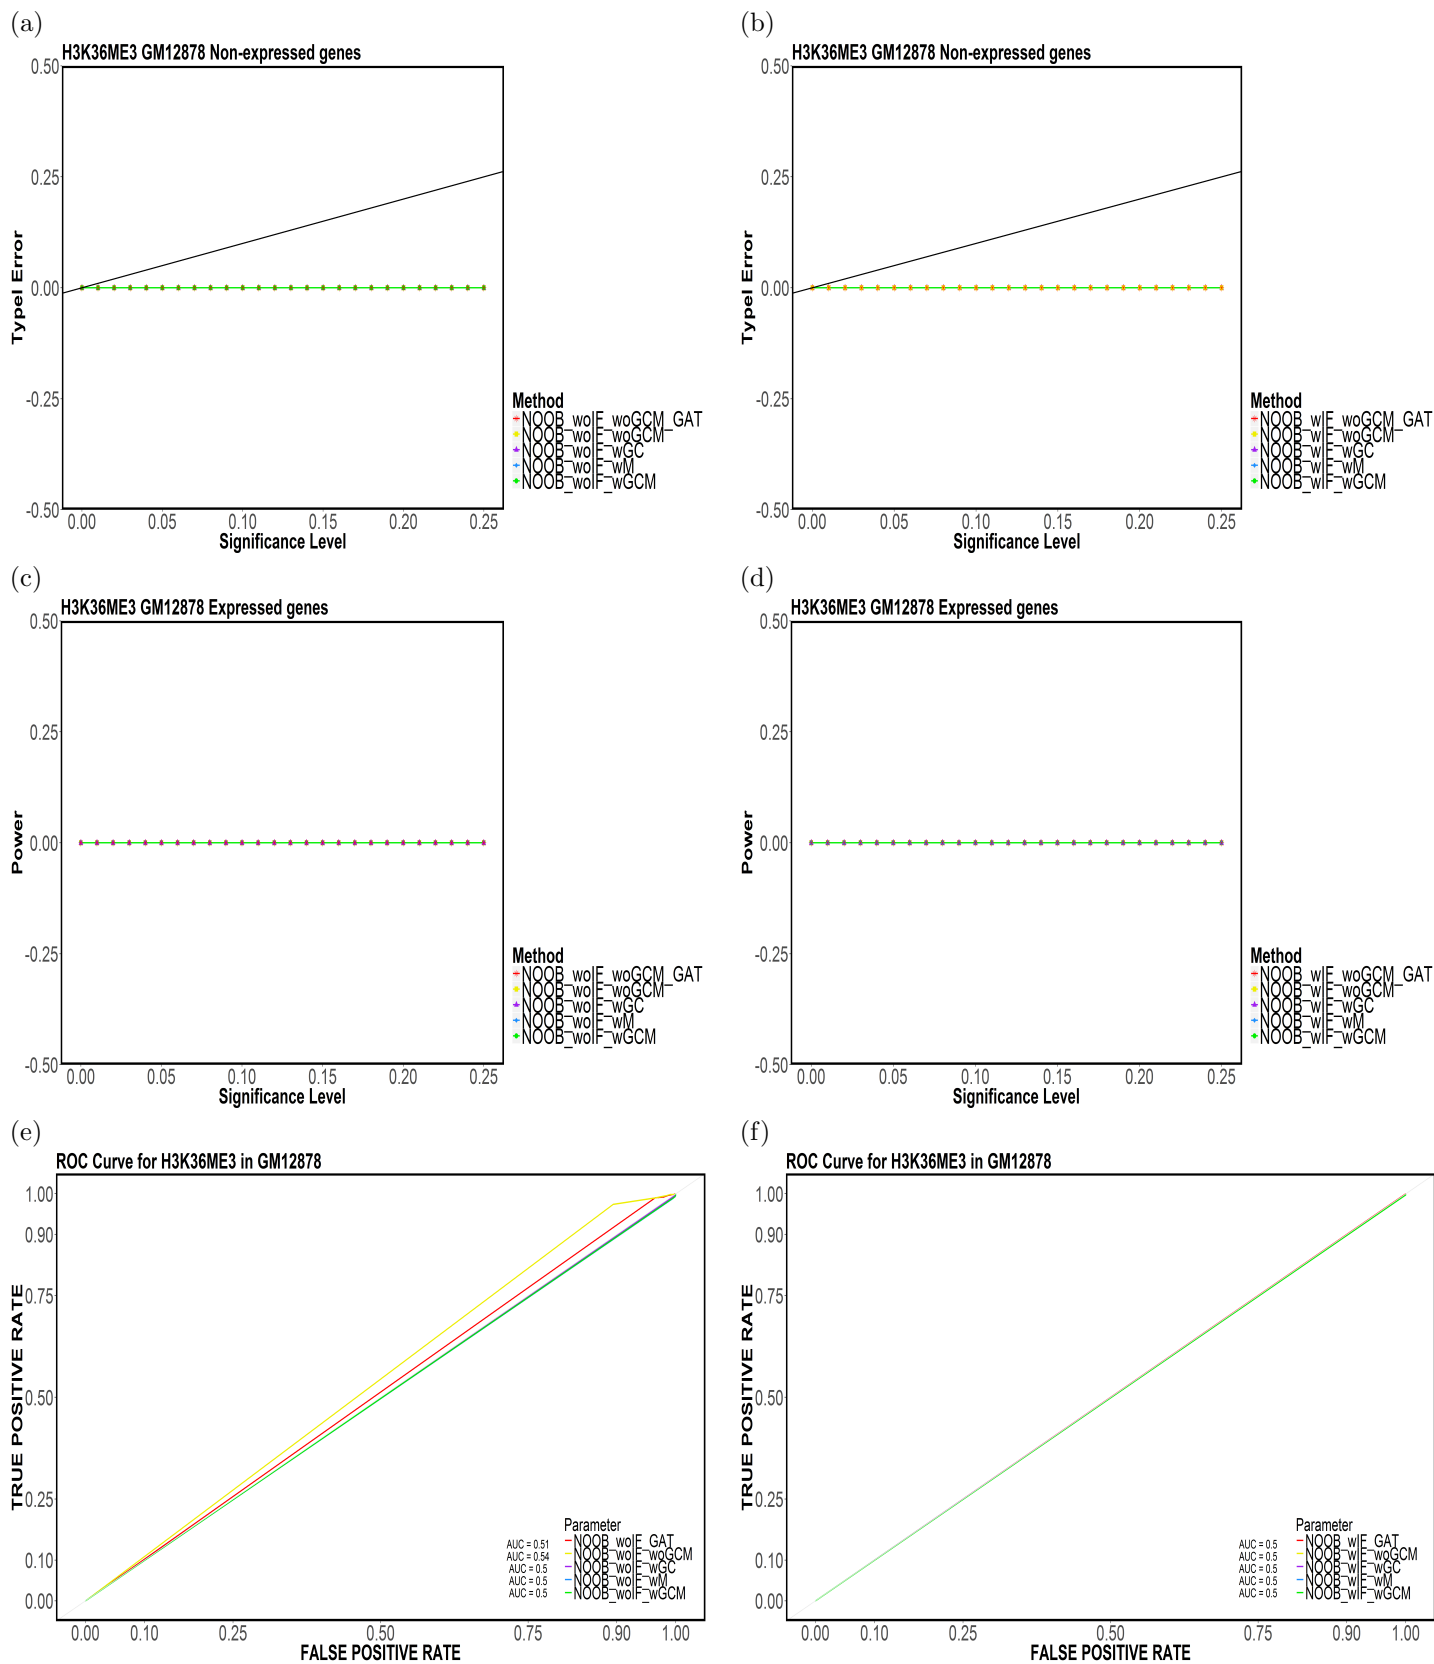 (a)
H3K36ME3 GM12878 Non-expressed genes
0.50
0.25
0.00
-0.25
-0.50
TypeI Error
0.00 0.05 0.10 0.15 0.20 0.25
Significance Level
Method
NOOB_woIF_woGCM_GAT
NOOB_woIF_woGCM
NOOB_woIF_wGC
NOOB_woIF_wM
NOOB_woIF_wGCM
(b)
H3K36ME3 GM12878 Non-expressed genes
0.50
0.25
0.00
-0.25
-0.50
TypeI Error
0.00 0.05 0.10 0.15 0.20 0.25
Significance Level
Method
NOOB_wIF_woGCM_GAT
NOOB_wIF_woGCM
NOOB_wIF_wGC
NOOB_wIF_wM
NOOB_wIF_wGCM
(c)
H3K36ME3 GM12878 Expressed genes
0.50
0.25
0.00
-0.25
-0.50
Power
0.00 0.05 0.10 0.15 0.20 0.25
Significance Level
Method
NOOB_woIF_woGCM_GAT
NOOB_woIF_woGCM
NOOB_woIF_wGC
NOOB_woIF_wM
NOOB_woIF_wGCM
(d)
H3K36ME3 GM12878 Expressed genes
0.50
0.25
0.00
-0.25
-0.50
Power
0.00 0.05 0.10 0.15 0.20 0.25
Significance Level
Method
NOOB_wIF_woGCM_GAT
NOOB_wIF_woGCM
NOOB_wIF_wGC
NOOB_wIF_wM
NOOB_wIF_wGCM
(e)
ROC Curve for H3K36ME3 in GM12878
1.00
0.90
0.75
0.50
0.25
0.10
0.00
TRUE POSITIVE RATE
Parameter
AUC = 0.51 NOOB_woIF_GAT
AUC = 0.54 NOOB_woIF_woGCM
AUC = 0.5 NOOB_woIF_wGC
AUC = 0.5 NOOB_woIF_wM
AUC = 0.5 NOOB_woIF_wGCM
0.00 0.10 0.25 0.50 0.75 0.90 1.00
FALSE POSITIVE RATE
(f)
ROC Curve for H3K36ME3 in GM12878
1.00
0.90
0.75
0.50
0.25
0.10
0.00
TRUE POSITIVE RATE
Parameter
AUC = 0.5 NOOB_wIF_GAT
AUC = 0.5 NOOB_wIF_woGCM
AUC = 0.5 NOOB_wIF_wGC
AUC = 0.5 NOOB_wIF_wM
AUC = 0.5 NOOB_wIF_wGCM
0.00 0.10 0.25 0.50 0.75 0.90 1.00
FALSE POSITIVE RATE